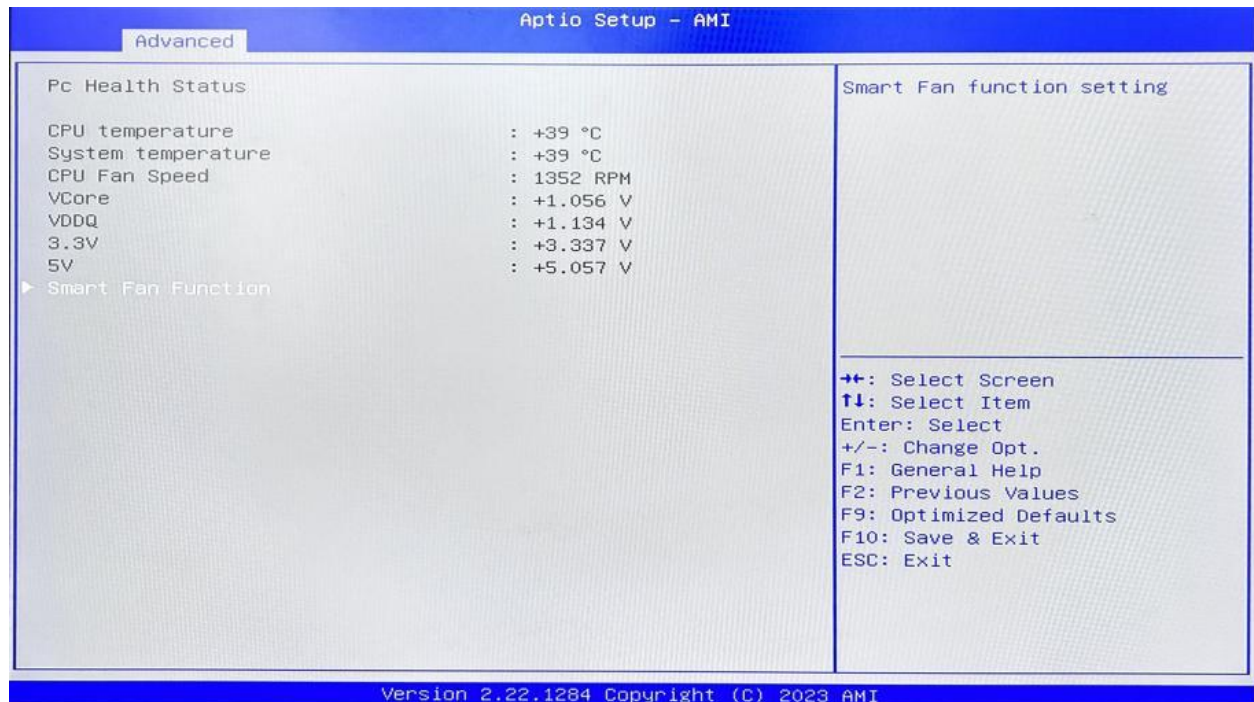 Aptio Setup – AMI
Advanced
Pc Health Status
CPU temperature : +39 °C
System temperature : +39 °C
CPU Fan Speed : 1352 RPM
VCore : +1.056 V
VDDQ : +1.134 V
3.3V : +3.337 V
5V : +5.057 V
▶ Smart Fan Function
Smart Fan function setting
→←: Select Screen
↑↓: Select Item
Enter: Select
+/-: Change Opt.
F1: General Help
F2: Previous Values
F9: Optimized Defaults
F10: Save & Exit
ESC: Exit
Version 2.22.1284 Copyright (C) 2023 AMI